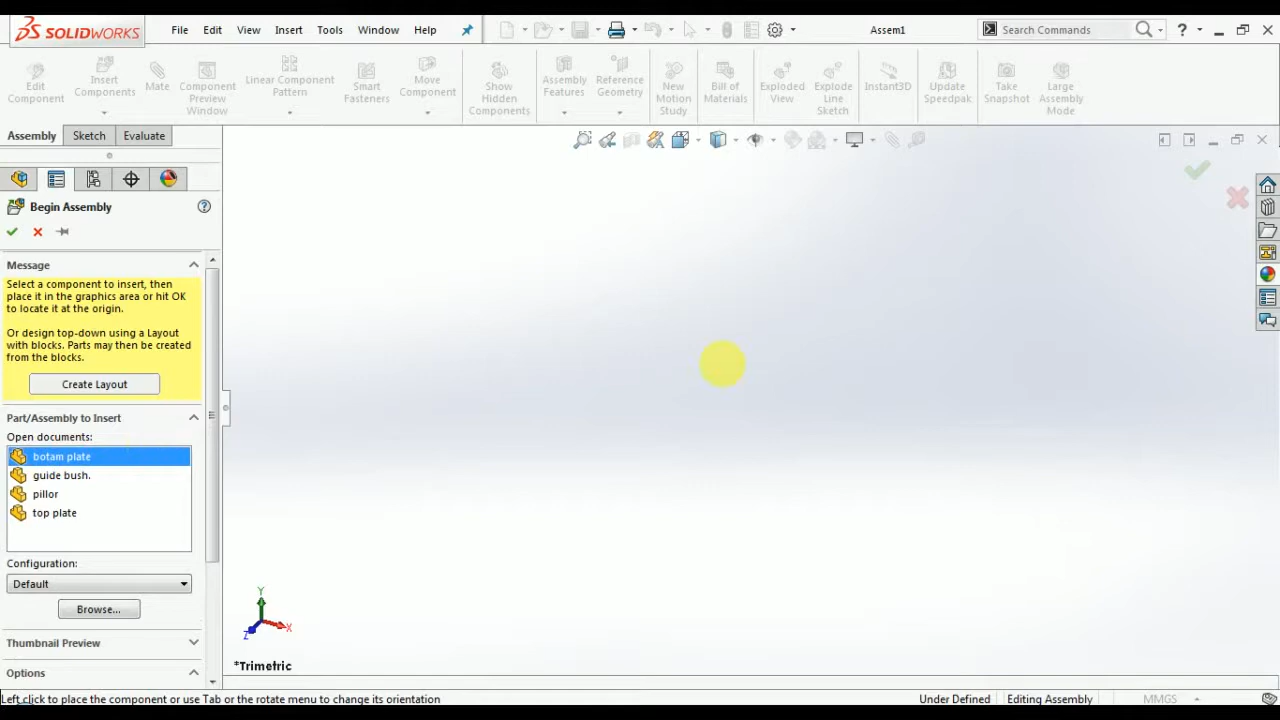 SOLIDWORKS
File Edit View Insert Tools Window Help
Assem1
Search Commands
?
Edit
Component
Insert
Components
Mate
Component
Preview
Window
Linear Component
Pattern
Smart
Fasteners
Move
Component
Show
Hidden
Components
Assembly
Features
Reference
Geometry
New
Motion
Study
Bill of
Materials
Exploded
View
Explode
Line
Sketch
Instant3D
Update
Speedpak
Take
Snapshot
Large
Assembly
Mode
Assembly Sketch Evaluate
Begin Assembly
?
Message
Select a component to insert, then
place it in the graphics area or hit OK
to locate it at the origin.
Or design top-down using a Layout
with blocks. Parts may then be created
from the blocks.
Create Layout
Part/Assembly to Insert
Open documents:
botam plate
guide bush.
pillor
top plate
Configuration:
Default
Browse...
Thumbnail Preview
Options
Y
X
Z
*Trimetric
Left click to place the component or use Tab or the rotate menu to change its orientation
Under Defined
Editing Assembly
MMGS